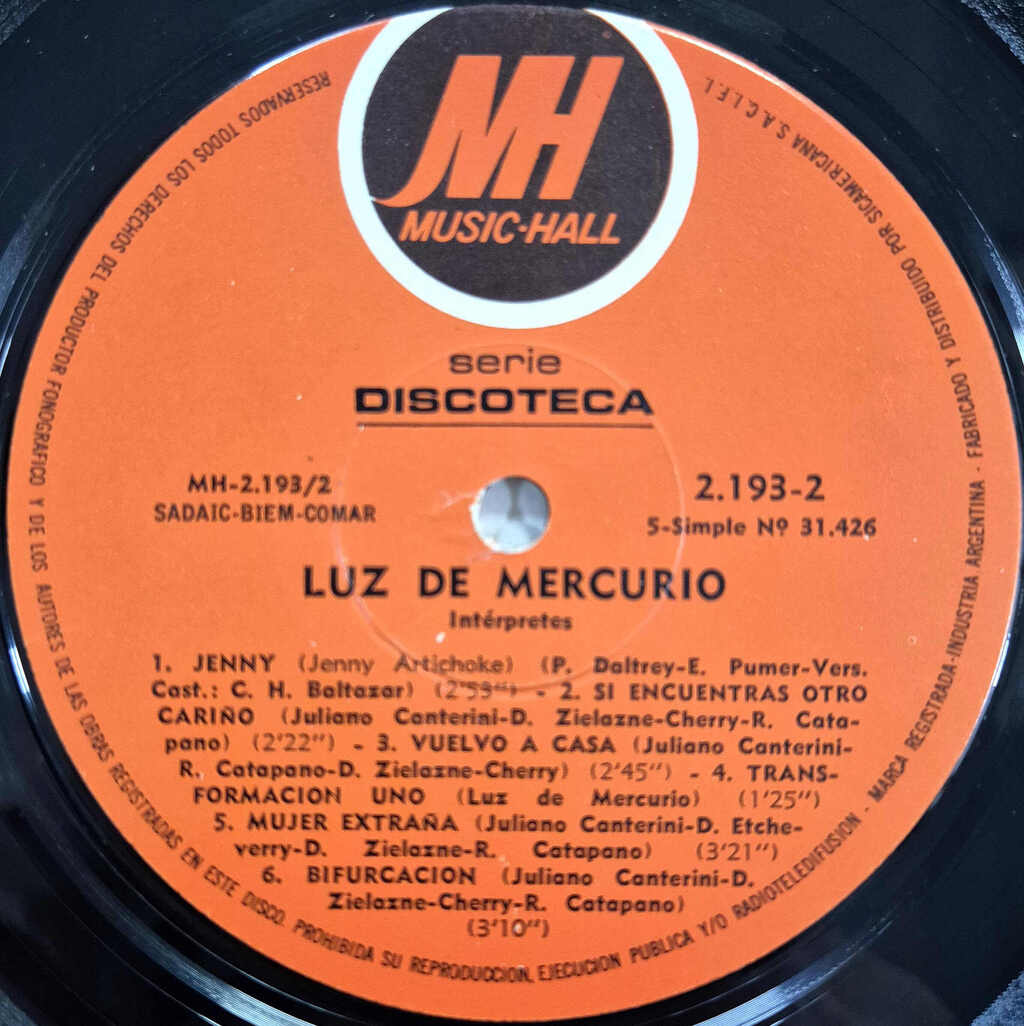 MH
MUSIC-HALL
serie
DISCOTECA
MH-2.193/2
SADAIC-BIEM-COMAR
2.193-2
5-Simple Nº 31.426
LUZ DE MERCURIO
Intérpretes
1. JENNY (Jenny Artichoke) (P. Daltrey-E. Pumer-Vers.
Cast.: C. H. Baltazar) (2'53") - 2. SI ENCUENTRAS OTRO
CARIÑO (Juliano Canterini-D. Zielazne-Cherry-R. Cata-
pano) (2'22") - 3. VUELVO A CASA (Juliano Canterini-
R. Catapano-D. Zielazne-Cherry) (2'45") - 4. TRANS-
FORMACION UNO (Luz de Mercurio) (1'25")
5. MUJER EXTRAÑA (Juliano Canterini-D. Etche-
verry-D. Zielazne-R. Catapano) (3'21")
6. BIFURCACION (Juliano Canterini-D.
Zielazne-Cherry-R. Catapano)
(3'10")
RESERVADOS TODOS LOS DERECHOS DEL PRODUCTOR FONOGRAFICO Y DE LOS AUTORES DE LAS OBRAS REGISTRADAS EN ESTE DISCO. PROHIBIDA SU REPRODUCCION, EJECUCION PUBLICA Y/O RADIOTELEDIFUSION - MARCA REGISTRADA-INDUSTRIA ARGENTINA - FABRICADO Y DISTRIBUIDO POR SICAMERICANA S.A.C.I.F.I.